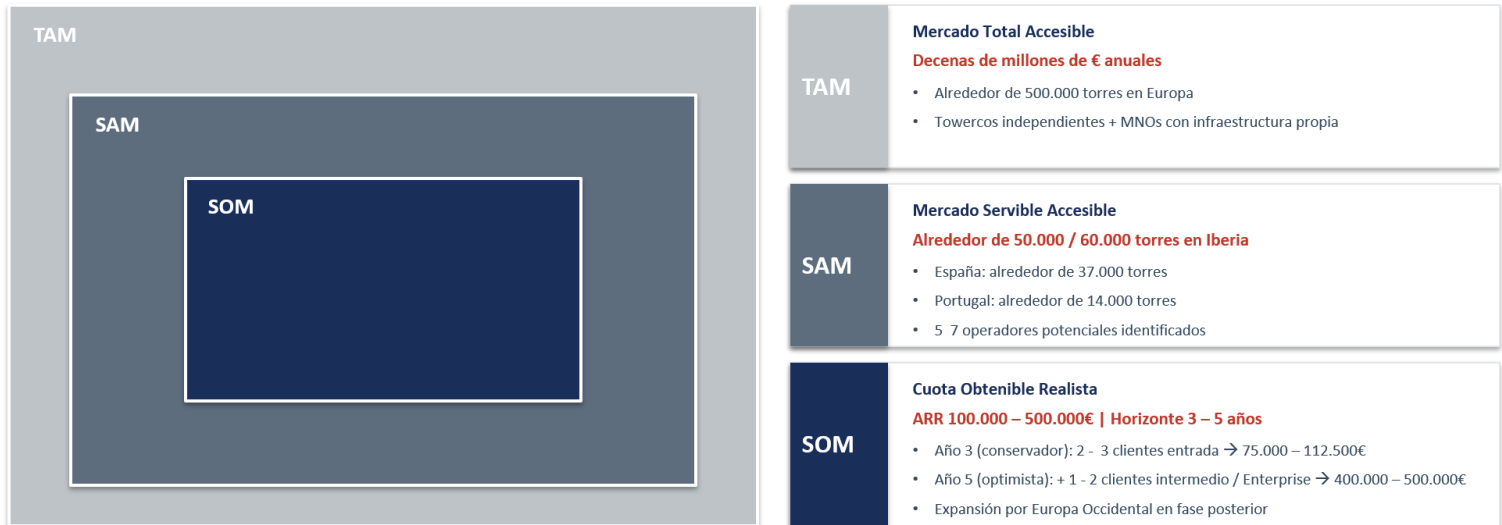 TAM
SAM
SOM
TAM
Mercado Total Accesible
Decenas de millones de € anuales
• Alrededor de 500.000 torres en Europa
• Towercos independientes + MNOs con infraestructura propia
SAM
Mercado Servible Accesible
Alrededor de 50.000 / 60.000 torres en Iberia
• España: alrededor de 37.000 torres
• Portugal: alrededor de 14.000 torres
• 5 7 operadores potenciales identificados
SOM
Cuota Obtenible Realista
ARR 100.000 – 500.000€ | Horizonte 3 – 5 años
• Año 3 (conservador): 2 - 3 clientes entrada → 75.000 – 112.500€
• Año 5 (optimista): + 1 - 2 clientes intermedio / Enterprise → 400.000 – 500.000€
• Expansión por Europa Occidental en fase posterior